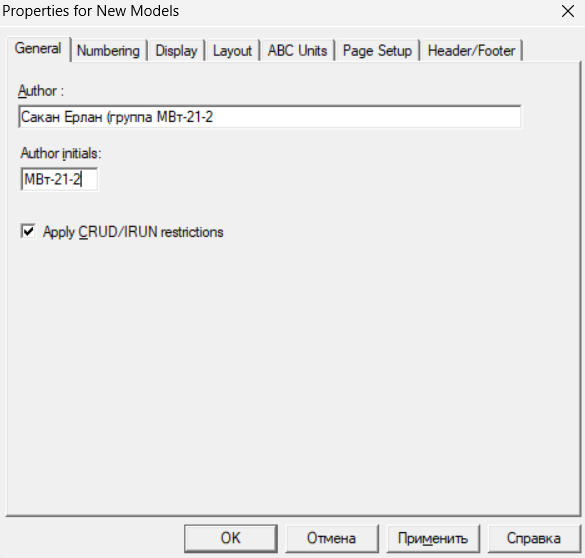 Properties for New Models
General Numbering Display Layout ABC Units Page Setup Header/Footer
Author :
Сакан Ерлан (группа МВт-21-2
Author initials:
МВт-21-2
Apply CRUD/IRUN restrictions
OK Отмена Применить Справка